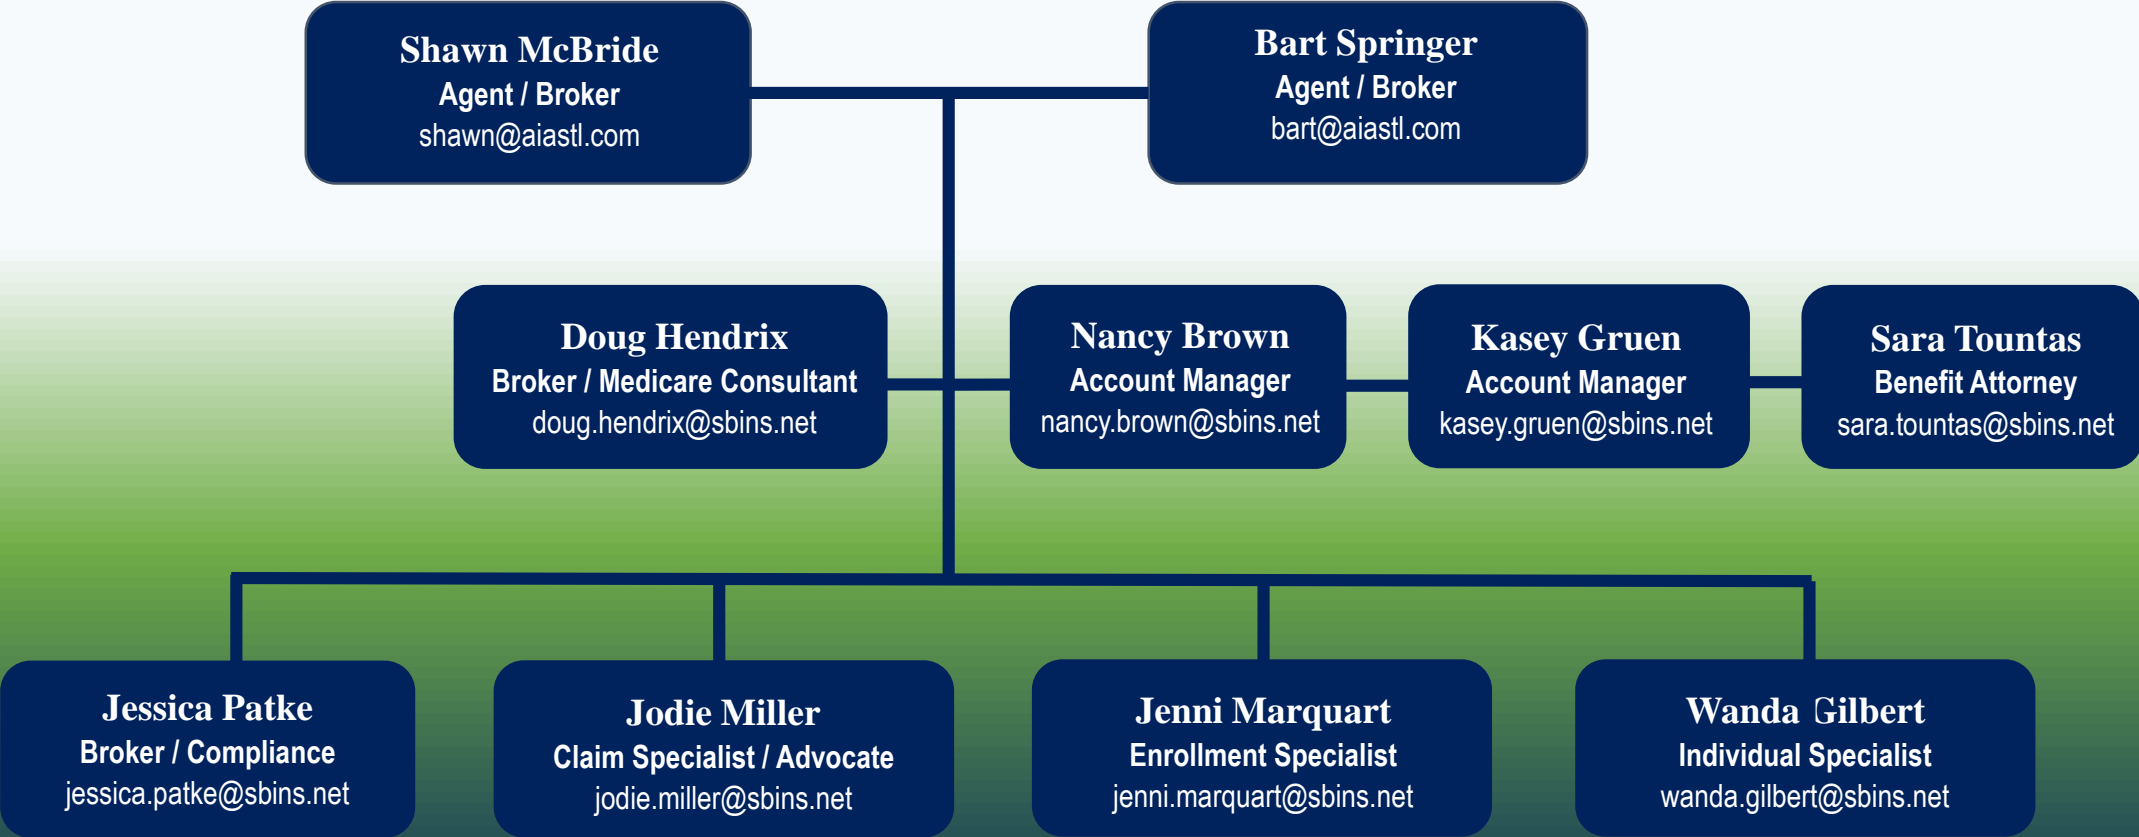 Shawn McBride
Agent / Broker
shawn@aiastl.com
Bart Springer
Agent / Broker
bart@aiastl.com
Doug Hendrix
Broker / Medicare Consultant
doug.hendrix@sbins.net
Nancy Brown
Account Manager
nancy.brown@sbins.net
Kasey Gruen
Account Manager
kasey.gruen@sbins.net
Sara Tountas
Benefit Attorney
sara.tountas@sbins.net
Jessica Patke
Broker / Compliance
jessica.patke@sbins.net
Jodie Miller
Claim Specialist / Advocate
jodie.miller@sbins.net
Jenni Marquart
Enrollment Specialist
jenni.marquart@sbins.net
Wanda Gilbert
Individual Specialist
wanda.gilbert@sbins.net